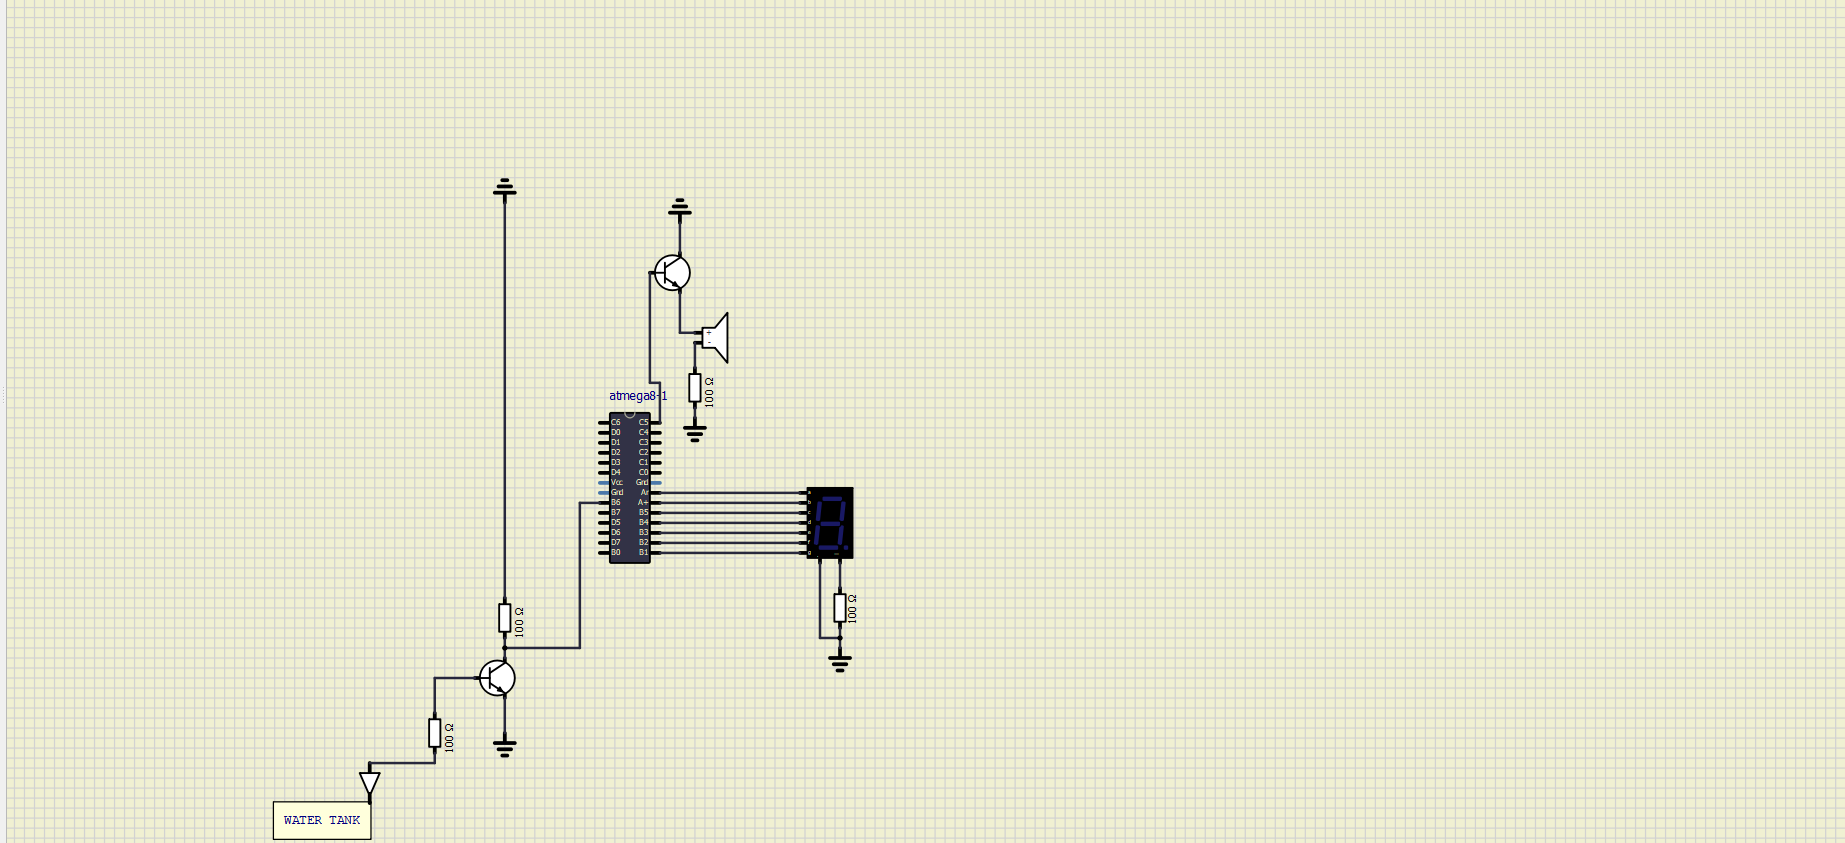 +
-
100 Ω
atmega8-1
C6 C5
D0 C4
D1 C3
D2 C2
D3 C1
D4 C0
Vcc Gnd
Gnd Ar
B6 A+
B7 B5
D5 B4
D6 B3
D7 B2
B0 B1
100 Ω
100 Ω
100 Ω
WATER TANK